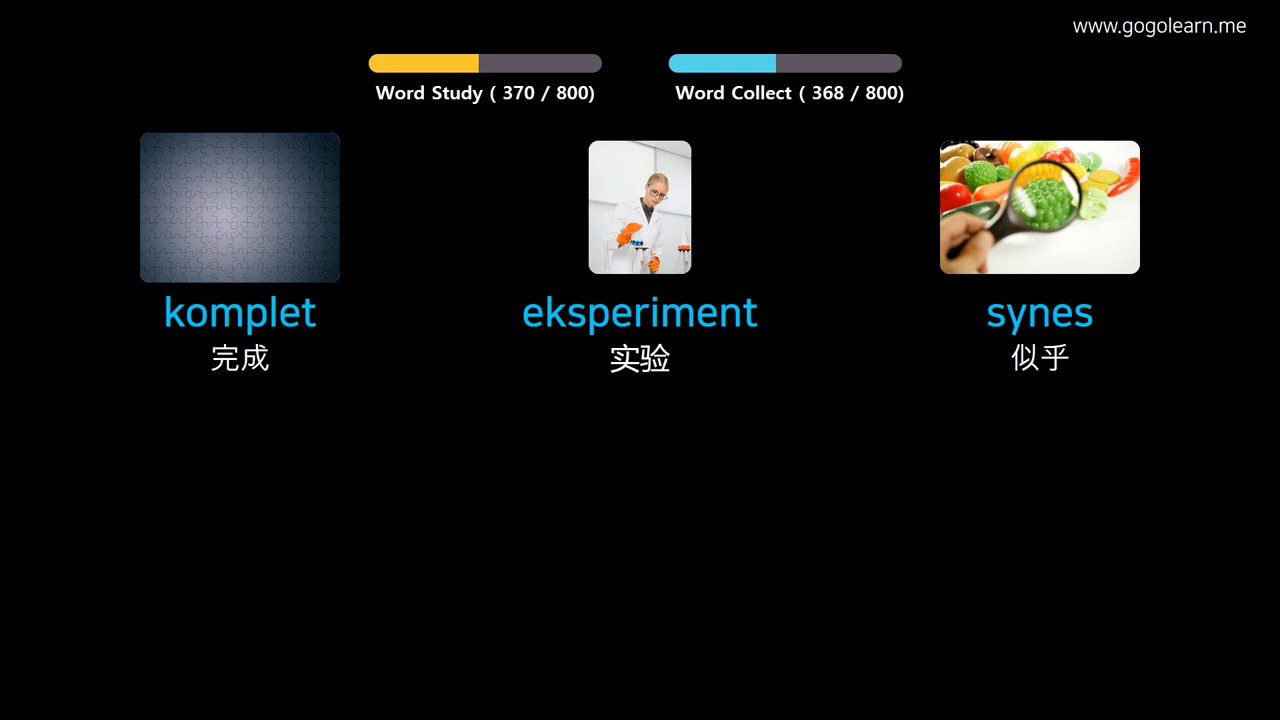 www.gogolearn.me
Word Study ( 370 / 800)
Word Collect ( 368 / 800)
komplet
完成
eksperiment
实验
synes
似乎